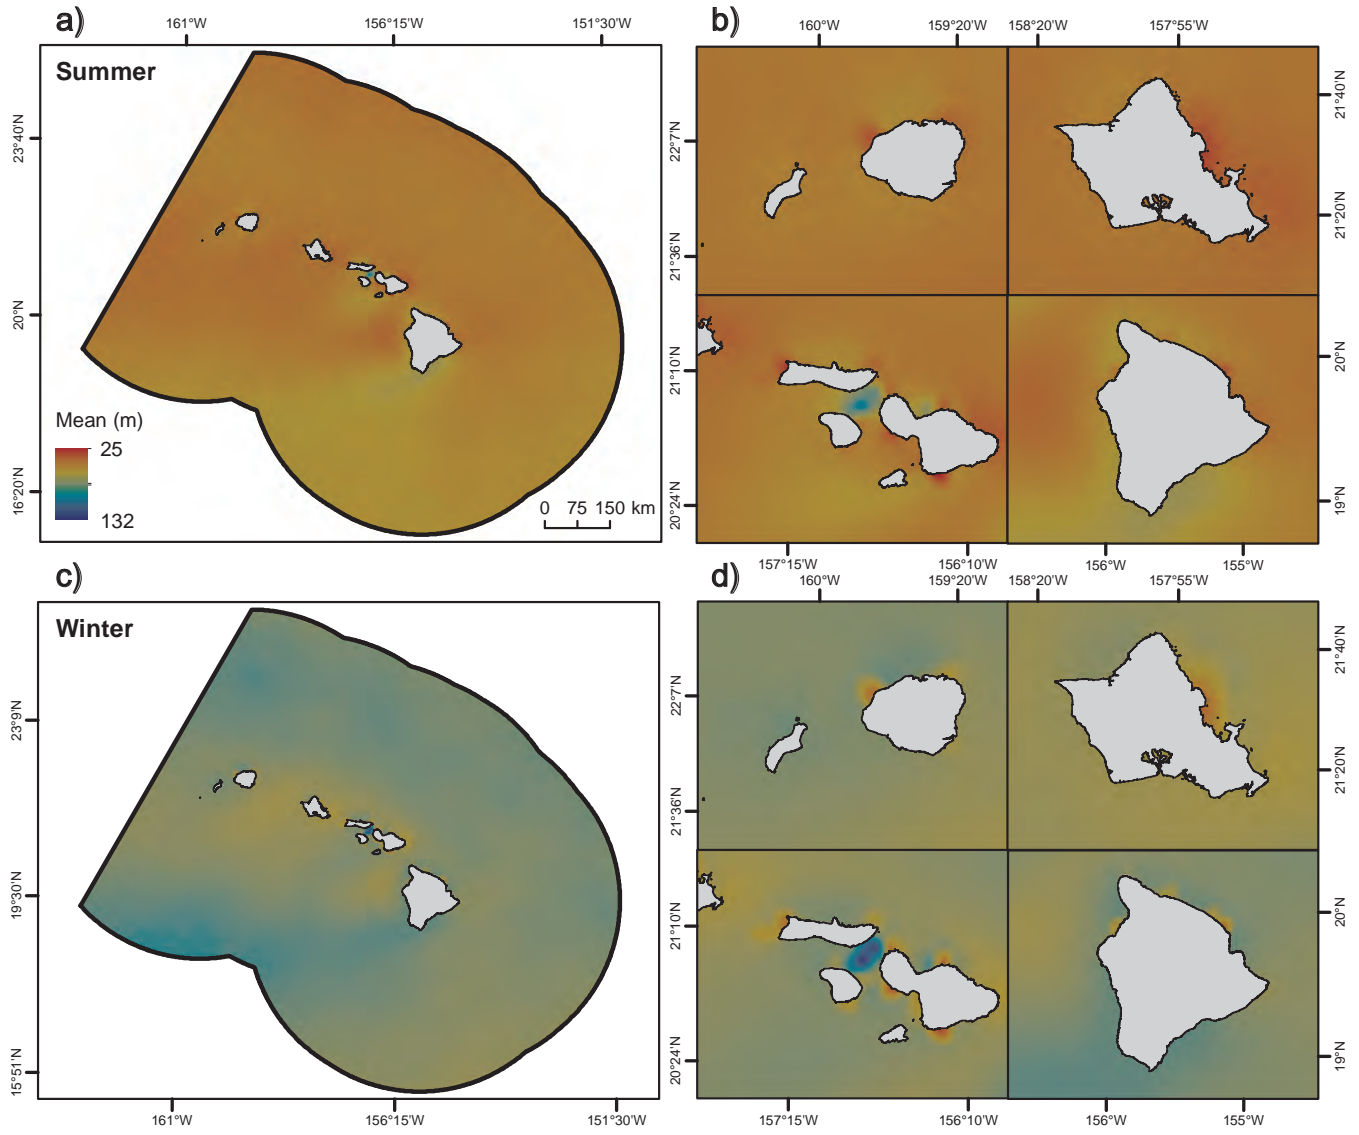 a)
161°W 156°15'W 151°30'W
Summer
23°40'N
20°N
16°20'N
Mean (m)
25
132
0 75 150 km
b)
160°W 159°20'W 158°20'W 157°55'W
22°7'N
21°36'N
21°40'N
21°20'N
21°10'N
20°24'N
20°N
19°N
157°15'W 156°10'W 156°W 155°W
c)
Winter
23°9'N
19°30'N
15°51'N
161°W 156°15'W 151°30'W
d)
160°W 159°20'W 158°20'W 157°55'W
22°7'N
21°36'N
21°40'N
21°20'N
21°10'N
20°24'N
20°N
19°N
157°15'W 156°10'W 156°W 155°W